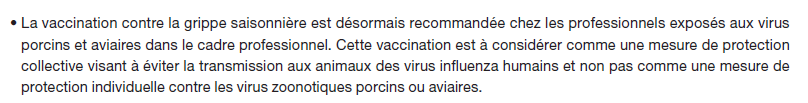 • La vaccination contre la grippe saisonnière est désormais recommandée chez les professionnels exposés aux virus
porcins et aviaires dans le cadre professionnel. Cette vaccination est à considérer comme une mesure de protection
collective visant à éviter la transmission aux animaux des virus influenza humains et non pas comme une mesure de
protection individuelle contre les virus zoonotiques porcins ou aviaires.